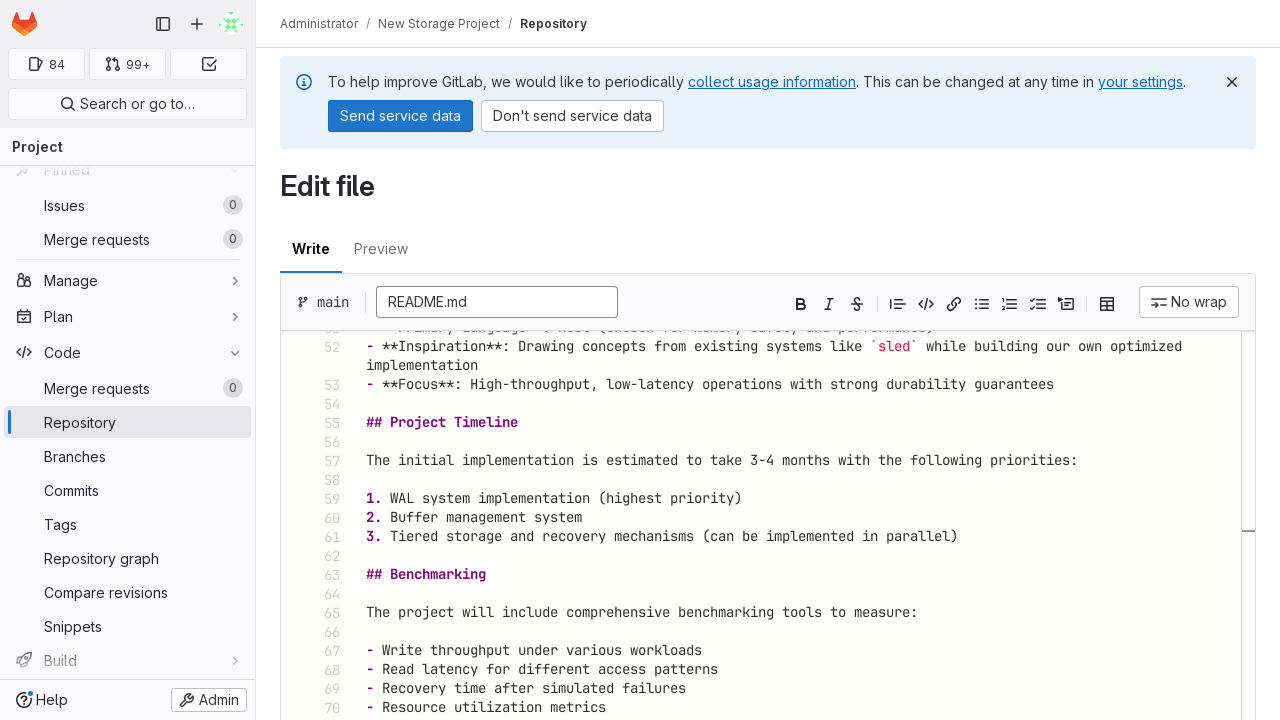 Administrator / New Storage Project / Repository
84
99+
Search or go to…
Project
Pinned
Issues 0
Merge requests 0
Manage
Plan
Code
Merge requests 0
Repository
Branches
Commits
Tags
Repository graph
Compare revisions
Snippets
Build
Help
Admin
To help improve GitLab, we would like to periodically collect usage information. This can be changed at any time in your settings.
Send service data
Don't send service data
Edit file
Write
Preview
main
README.md
No wrap
52 - **Inspiration**: Drawing concepts from existing systems like `sled` while building our own optimized
implementation
53 - **Focus**: High-throughput, low-latency operations with strong durability guarantees
54
55 ## Project Timeline
56
57 The initial implementation is estimated to take 3-4 months with the following priorities:
58
59 1. WAL system implementation (highest priority)
60 2. Buffer management system
61 3. Tiered storage and recovery mechanisms (can be implemented in parallel)
62
63 ## Benchmarking
64
65 The project will include comprehensive benchmarking tools to measure:
66
67 - Write throughput under various workloads
68 - Read latency for different access patterns
69 - Recovery time after simulated failures
70 - Resource utilization metrics